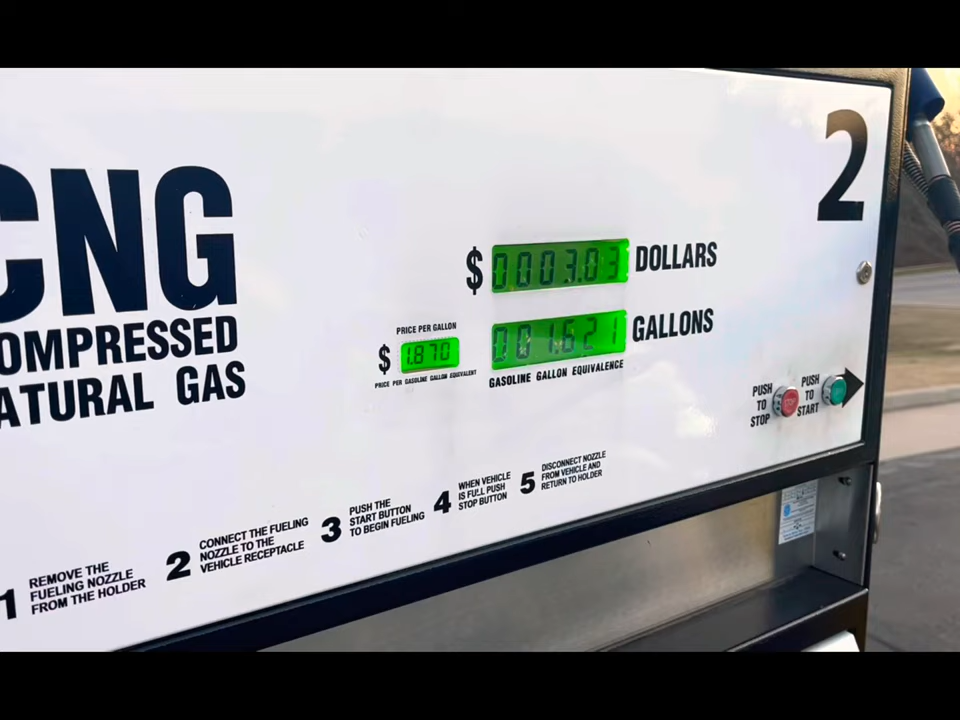 2
CNG
COMPRESSED
NATURAL GAS
$ 0003.03 DOLLARS
PRICE PER GALLON
$ 1.870
PRICE PER GASOLINE GALLON EQUIVALENT
001.621 GALLONS
GASOLINE GALLON EQUIVALENCE
PUSH
TO
STOP
STOP
PUSH
TO
START
1 REMOVE THE
FUELING NOZZLE
FROM THE HOLDER
2 CONNECT THE FUELING
NOZZLE TO THE
VEHICLE RECEPTACLE
3 PUSH THE
START BUTTON
TO BEGIN FUELING
4 WHEN VEHICLE
IS FULL PUSH
STOP BUTTON
5 DISCONNECT NOZZLE
FROM VEHICLE AND
RETURN TO HOLDER